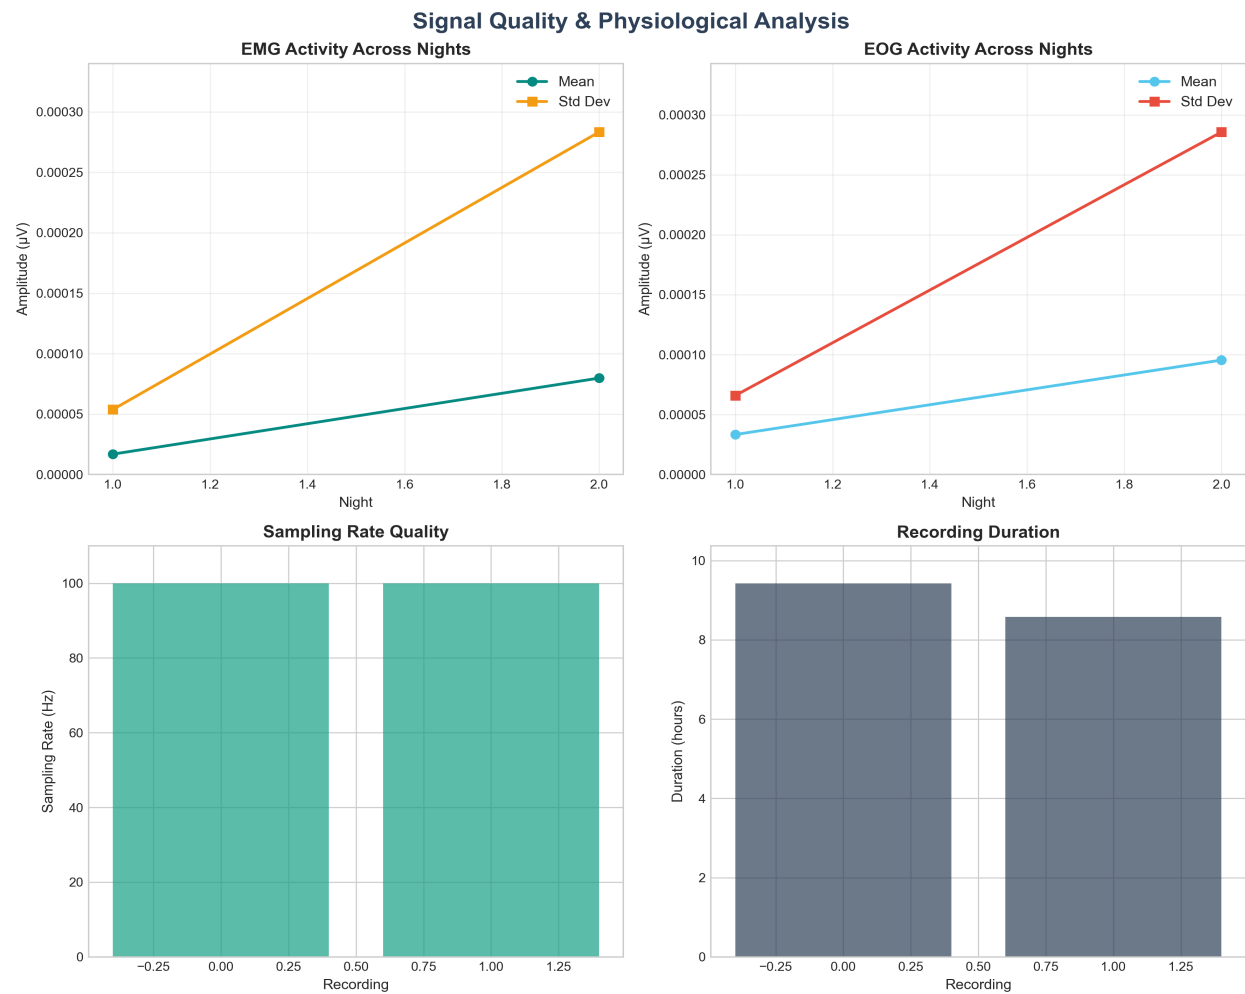 Signal Quality & Physiological Analysis
EMG Activity Across Nights
Mean
Std Dev
0.00030
0.00025
0.00020
0.00015
0.00010
0.00005
0.00000
Amplitude (µV)
1.0 1.2 1.4 1.6 1.8 2.0
Night
EOG Activity Across Nights
Mean
Std Dev
0.00030
0.00025
0.00020
0.00015
0.00010
0.00005
0.00000
Amplitude (µV)
1.0 1.2 1.4 1.6 1.8 2.0
Night
Sampling Rate Quality
100
80
60
40
20
0
Sampling Rate (Hz)
−0.25 0.00 0.25 0.50 0.75 1.00 1.25
Recording
Recording Duration
10
8
6
4
2
0
Duration (hours)
−0.25 0.00 0.25 0.50 0.75 1.00 1.25
Recording